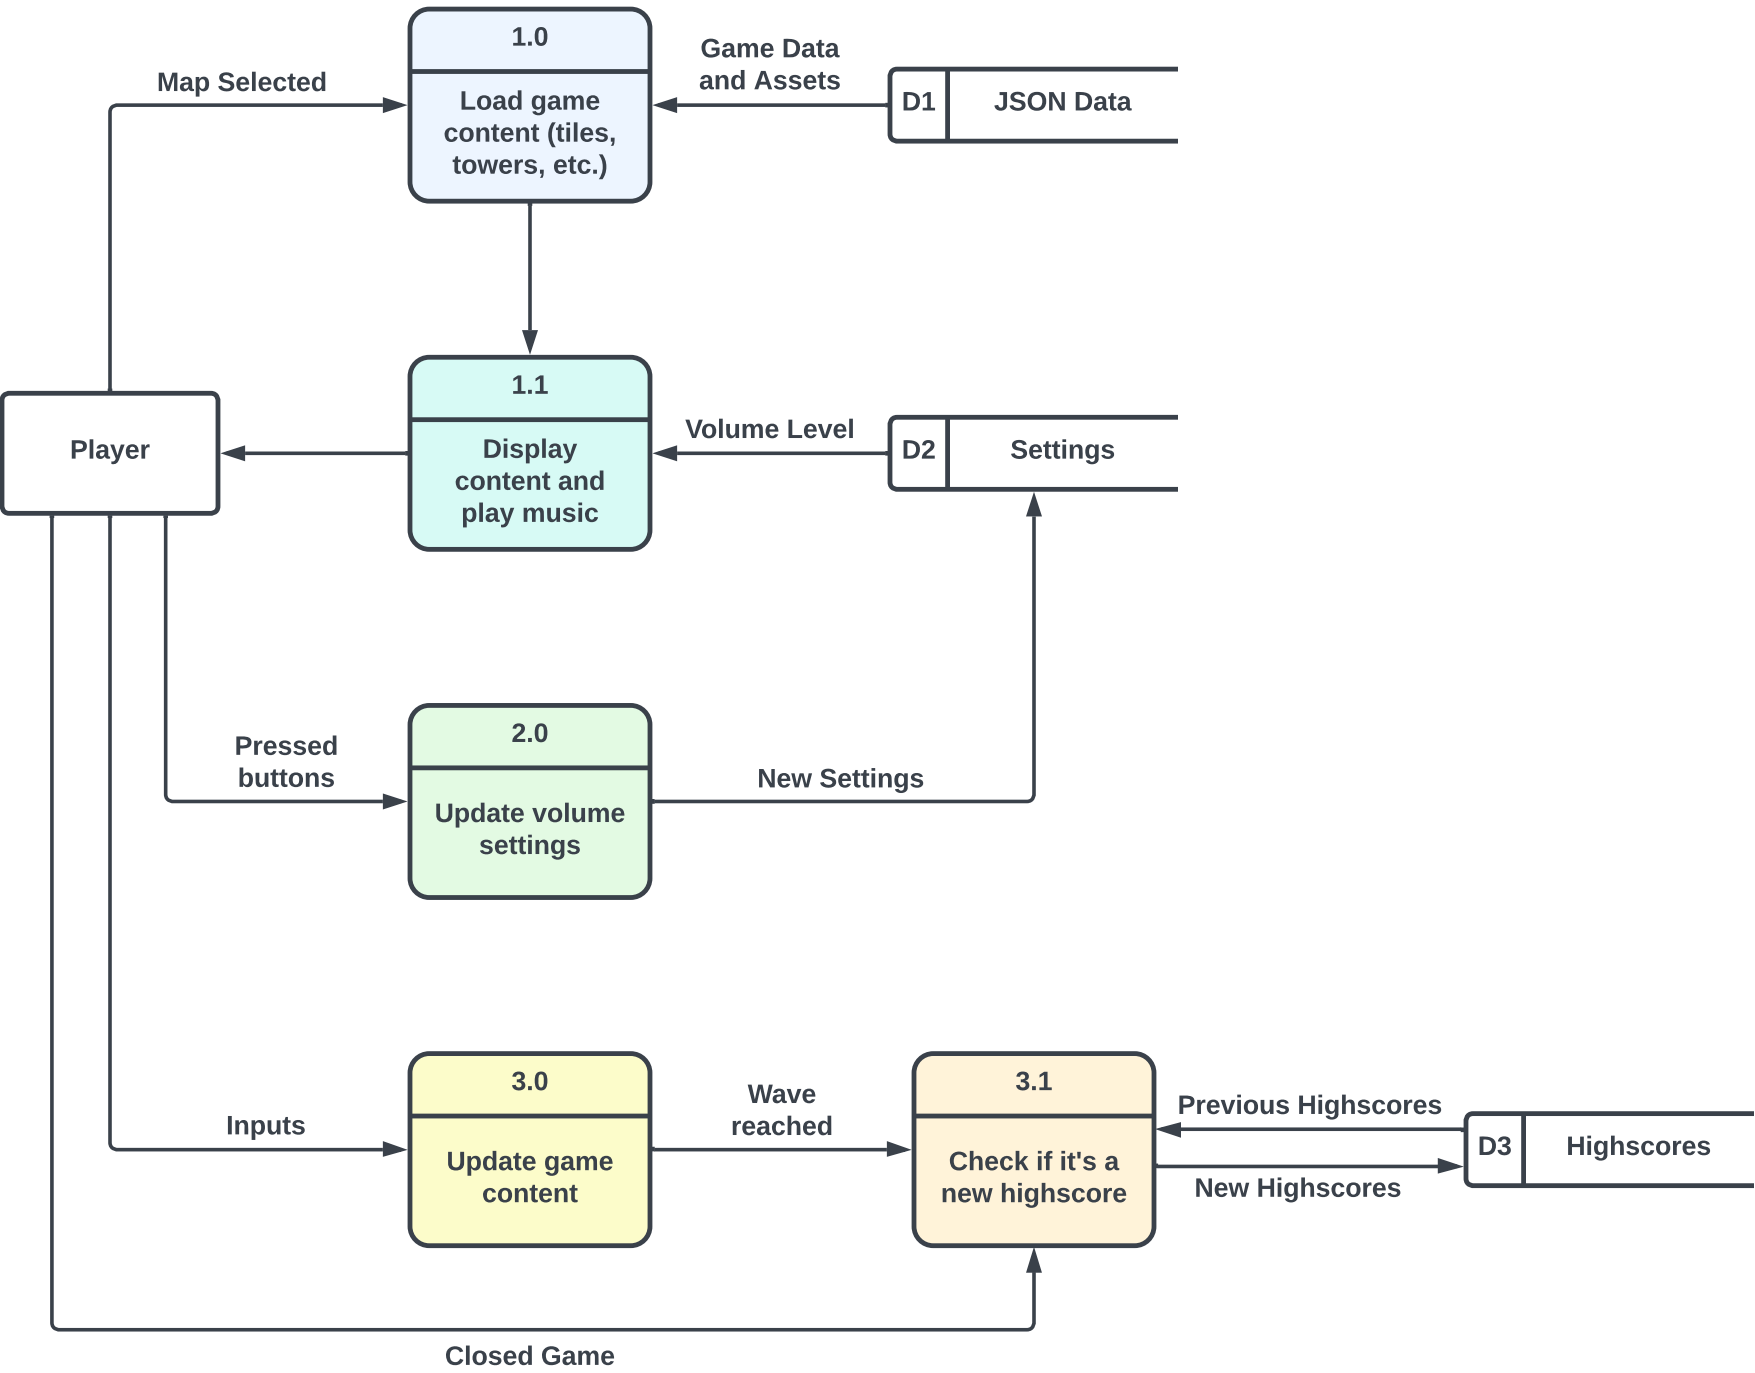 1.0
Load game
content (tiles,
towers, etc.)
Map Selected
Game Data
and Assets
D1
JSON Data
1.1
Display
content and
play music
Player
Volume Level
D2
Settings
2.0
Update volume
settings
Pressed
buttons
New Settings
3.0
Update game
content
Inputs
Wave
reached
3.1
Check if it's a
new highscore
Previous Highscores
New Highscores
D3
Highscores
Closed Game